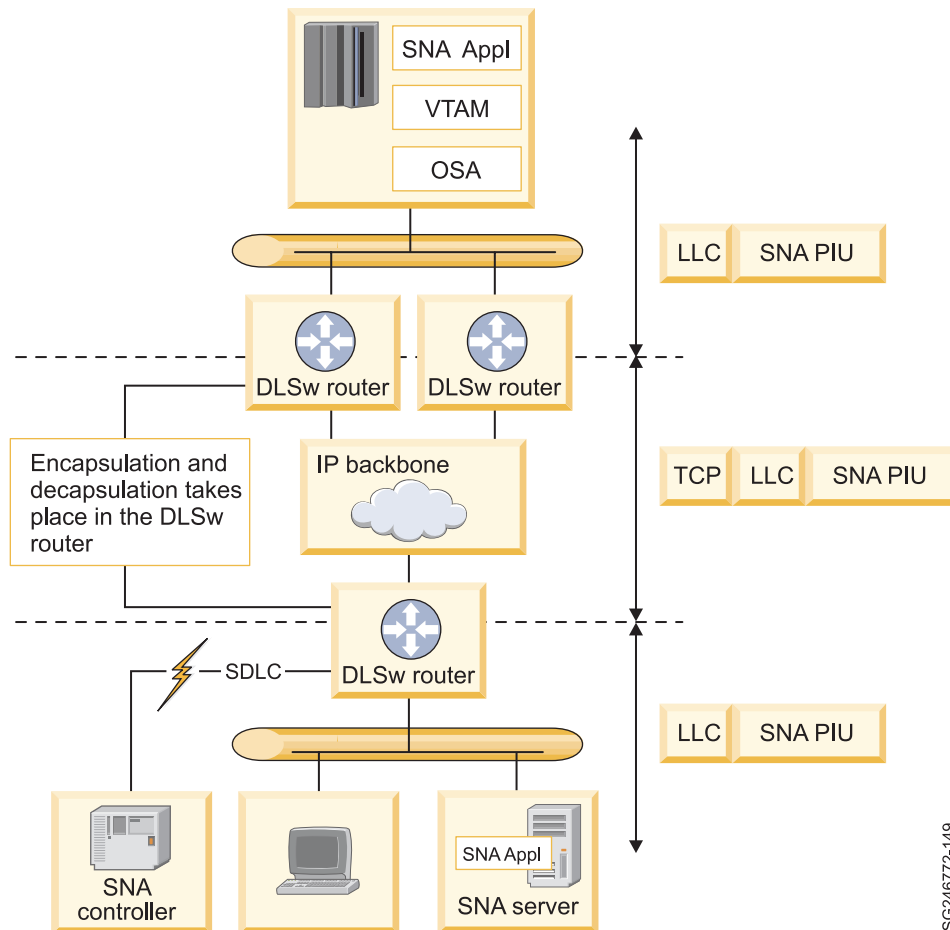 SNA Appl
VTAM
OSA
LLC
SNA PIU
DLSw router
DLSw router
Encapsulation and
decapsulation takes
place in the DLSw
router
IP backbone
TCP
LLC
SNA PIU
DLSw router
SDLC
LLC
SNA PIU
SNA
controller
SNA Appl
SNA server
SG246772-149